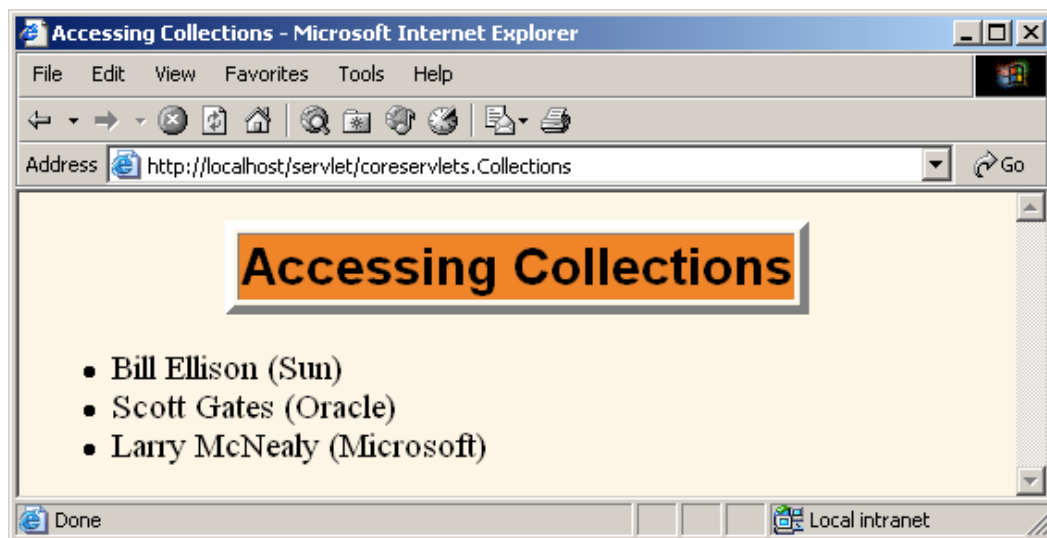 Accessing Collections - Microsoft Internet Explorer
File Edit View Favorites Tools Help
Address http://localhost/servlet/coreservlets.Collections Go
Accessing Collections
• Bill Ellison (Sun)
• Scott Gates (Oracle)
• Larry McNealy (Microsoft)
Done Local intranet